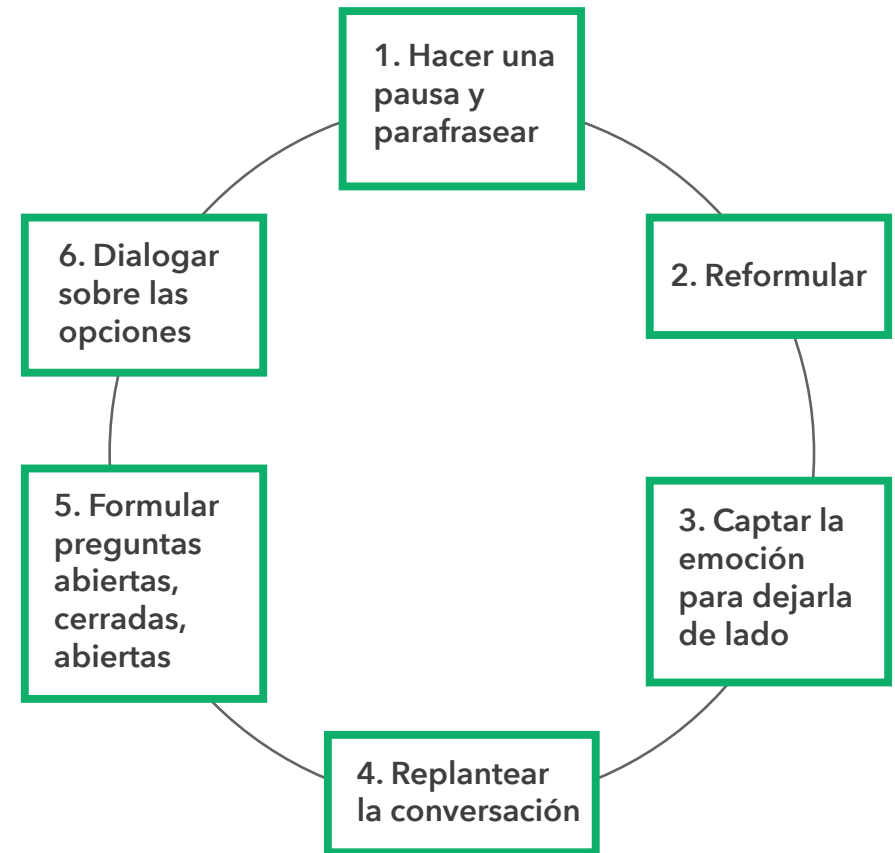 1. Hacer una
pausa y
parafrasear
2. Reformular
3. Captar la
emoción
para dejarla
de lado
4. Replantear
la conversación
5. Formular
preguntas
abiertas,
cerradas,
abiertas
6. Dialogar
sobre las
opciones